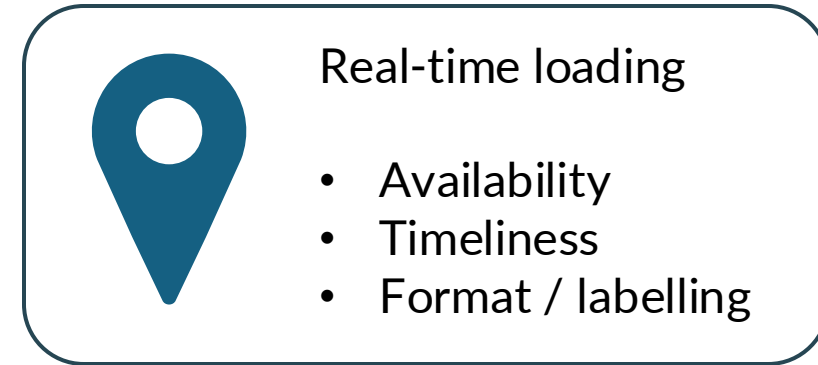 Real-time loading
• Availability
• Timeliness
• Format / labelling